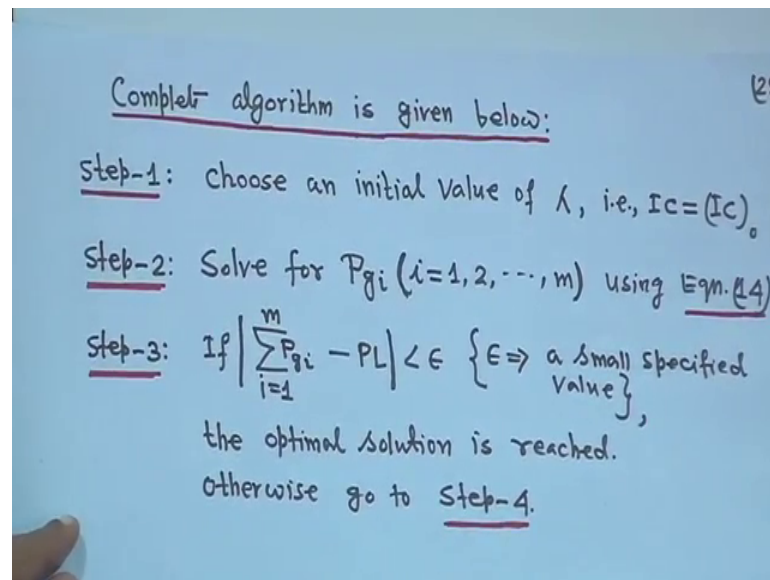 Complete algorithm is given below:
Step-1: Choose an initial value of λ, i.e., IC = (IC)₀
Step-2: Solve for Pgi (i=1, 2, ---, m) using Eqn.(14)
Step-3: If |∑_{i=1}^{m} Pgi - PL| < ϵ {ϵ ⇒ a small specified
value},
the optimal solution is reached.
Otherwise go to Step-4.